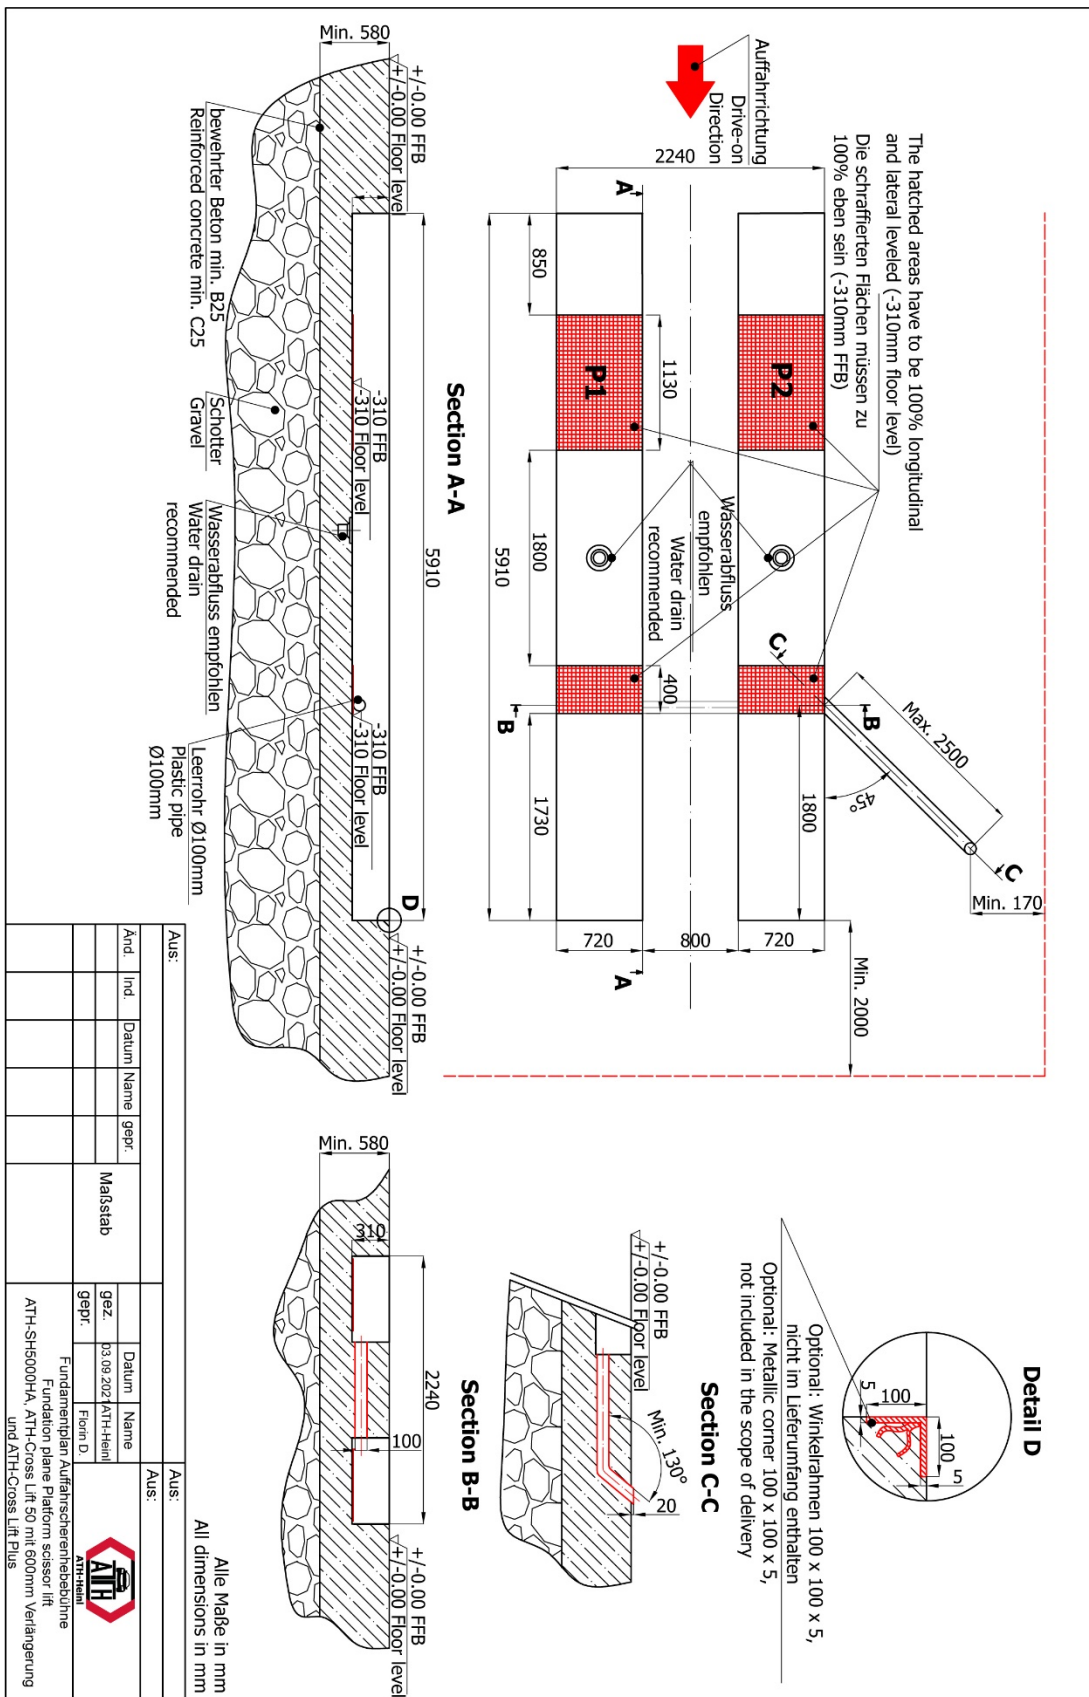 The hatched areas have to be 100% longitudinal
and lateral leveled (-310mm floor level)
Die schraffierten Flächen müssen zu
100% eben sein (-310mm FFB)
Auffahrrichtung
Drive-on
Direction
2240
A
A
850
1130
1800
400
1730
5910
P2
P1
Wasserabfluss
empfohlen
Water drain
recommended
C
C
B
B
Max. 2500
45°
1800
Min. 170
720
800
720
Min. 2000
Section A-A
5910
Min. 580
+/-0.00 FFB
+/-0.00 Floor level
-310 FFB
-310 Floor level
-310 FFB
-310 Floor level
D
+/-0.00 FFB
+/-0.00 Floor level
bewehrter Beton min. B25
Reinforced concrete min. C25
Schotter
Gravel
Wasserabfluss empfohlen
Water drain
recommended
Leerrohr Ø100mm
Plastic pipe
Ø100mm
Detail D
100
100
5
5
Optional: Winkelrahmen 100 x 100 x 5,
nicht im Lieferumfang enthalten
Optional: Metallic corner 100 x 100 x 5,
not included in the scope of delivery
Section C-C
+/-0.00 FFB
+/-0.00 Floor level
Min. 130°
20
Section B-B
2240
Min. 580
310
100
+/-0.00 FFB
+/-0.00 Floor level
Alle Maße in mm
All dimensions in mm
Aus:
Aus:
Aus:
Änd.
Ind.
Datum
Name
gepr.
Maßstab
Datum
Name
gez.
03.09.2021
ATH-Heinl
gepr.
Florin D.
ATH
ATH-Heinl
Fundamentplan Auffahrscherenhebebühne
Fundation plane Platform scissor lift
ATH-SH5000HA, ATH-Cross Lift 50 mit 600mm Verlängerung
und ATH-Cross Lift Plus